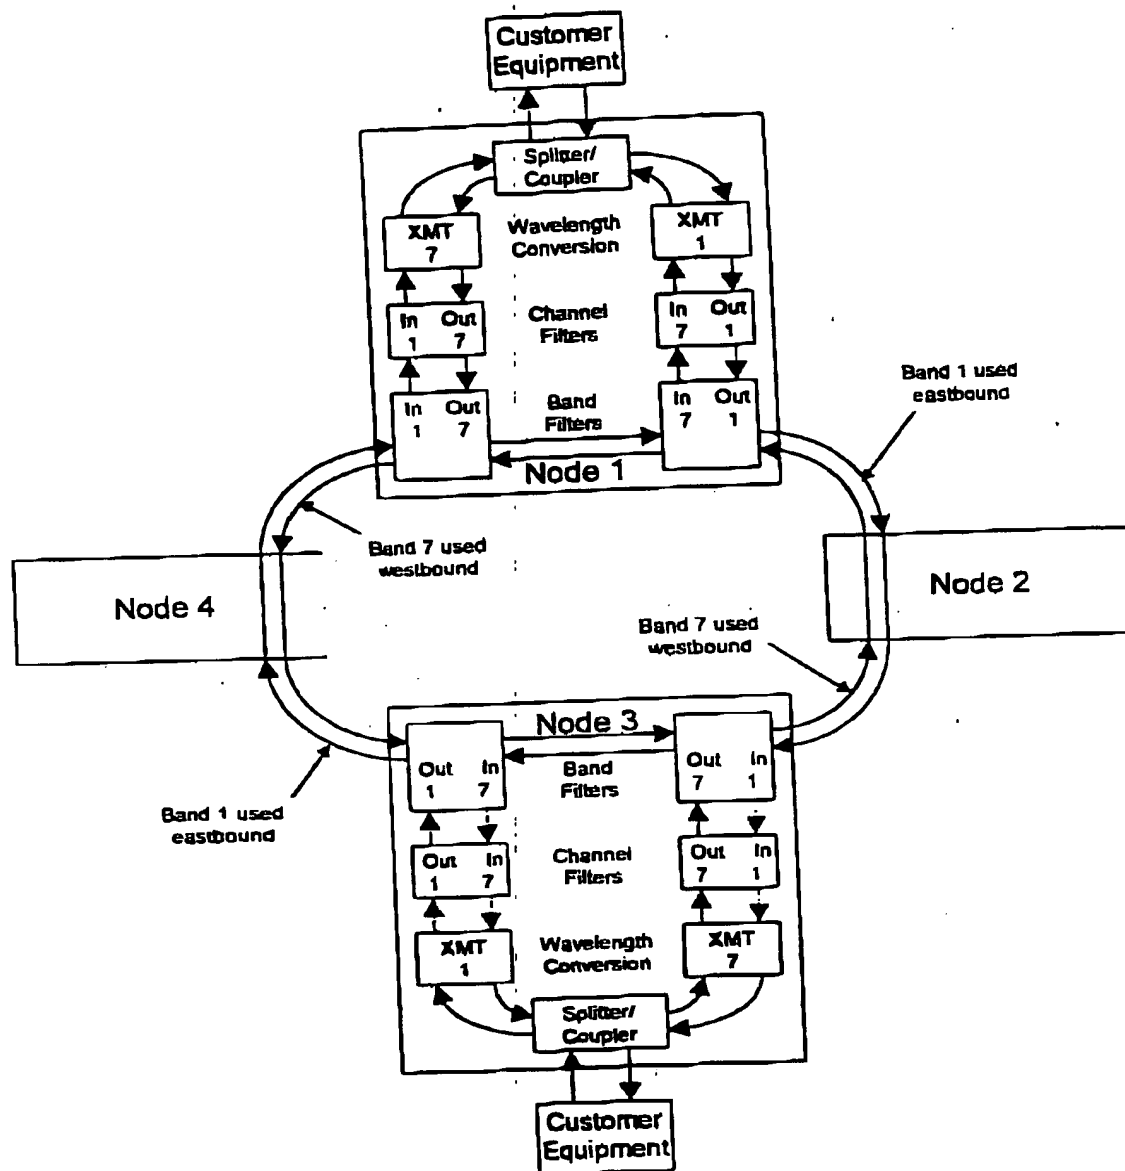 Customer
Equipment
Splitter/
Coupler
XMT
7
Wavelength
Conversion
XMT
1
In Out
1 7
Channel
Filters
In Out
7 1
In Out
1 7
Band
Filters
In Out
7 1
Node 1
Band 1 used
eastbound
Band 7 used
westbound
Node 4
Node 2
Band 7 used
westbound
Node 3
Out In
1 7
Band
Filters
Out In
7 1
Band 1 used
eastbound
Out In
1 7
Channel
Filters
Out In
7 1
XMT
1
Wavelength
Conversion
XMT
7
Splitter/
Coupler
Customer
Equipment